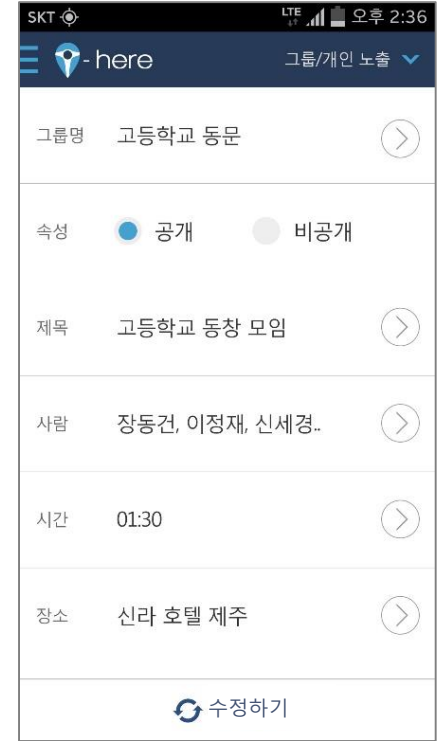 SKT LTE 오후 2:36
- here 그룹/개인 노출
그룹명 고등학교 동문
속성 공개 비공개
제목 고등학교 동창 모임
사람 장동건, 이정재, 신세경..
시간 01:30
장소 신라 호텔 제주
수정하기